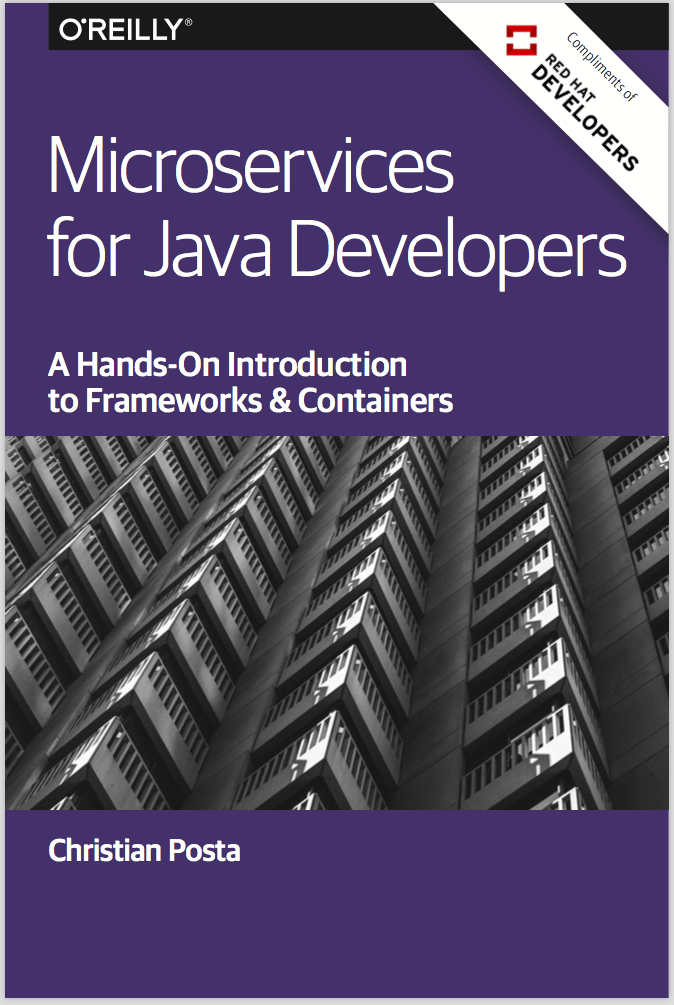 O'REILLY®
Compliments of
RED HAT
DEVELOPERS
Microservices
for Java Developers
A Hands-On Introduction
to Frameworks & Containers
Christian Posta